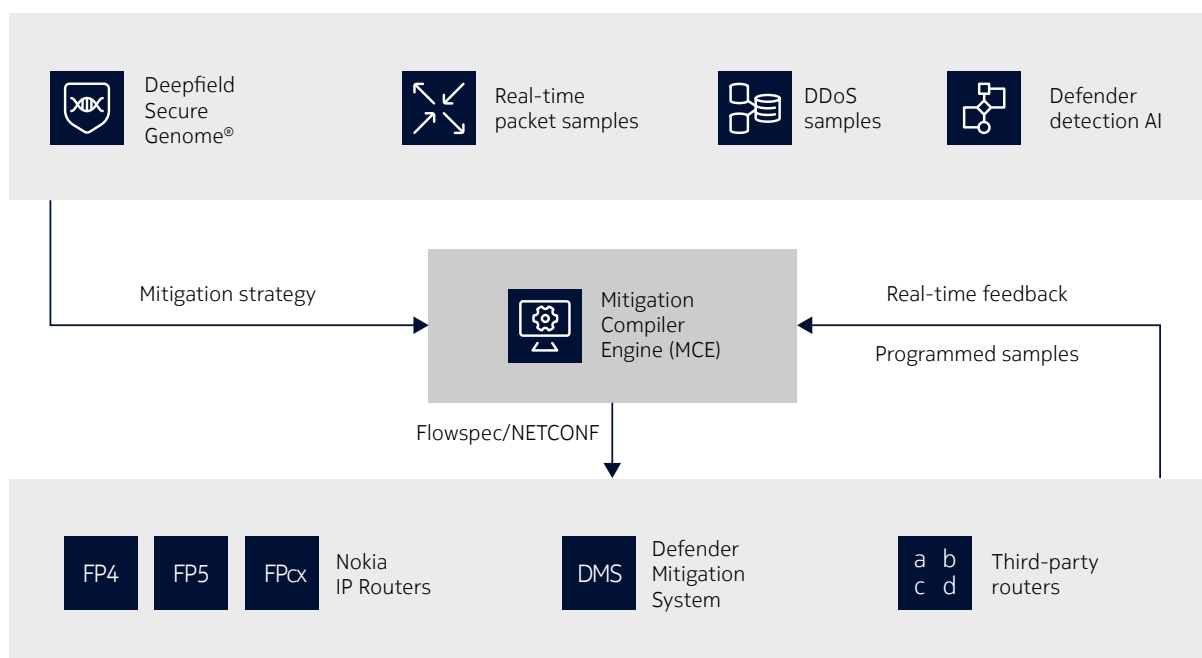 Deepfield
Secure
Genome®
Real-time
packet samples
DDoS
samples
Defender
detection AI
Mitigation strategy
Mitigation
Compiler
Engine (MCE)
Real-time feedback
Programmed samples
Flowspec/NETCONF
FP4
FP5
FPcx
Nokia
IP Routers
DMS
Defender
Mitigation
System
a b
c d
Third-party
routers